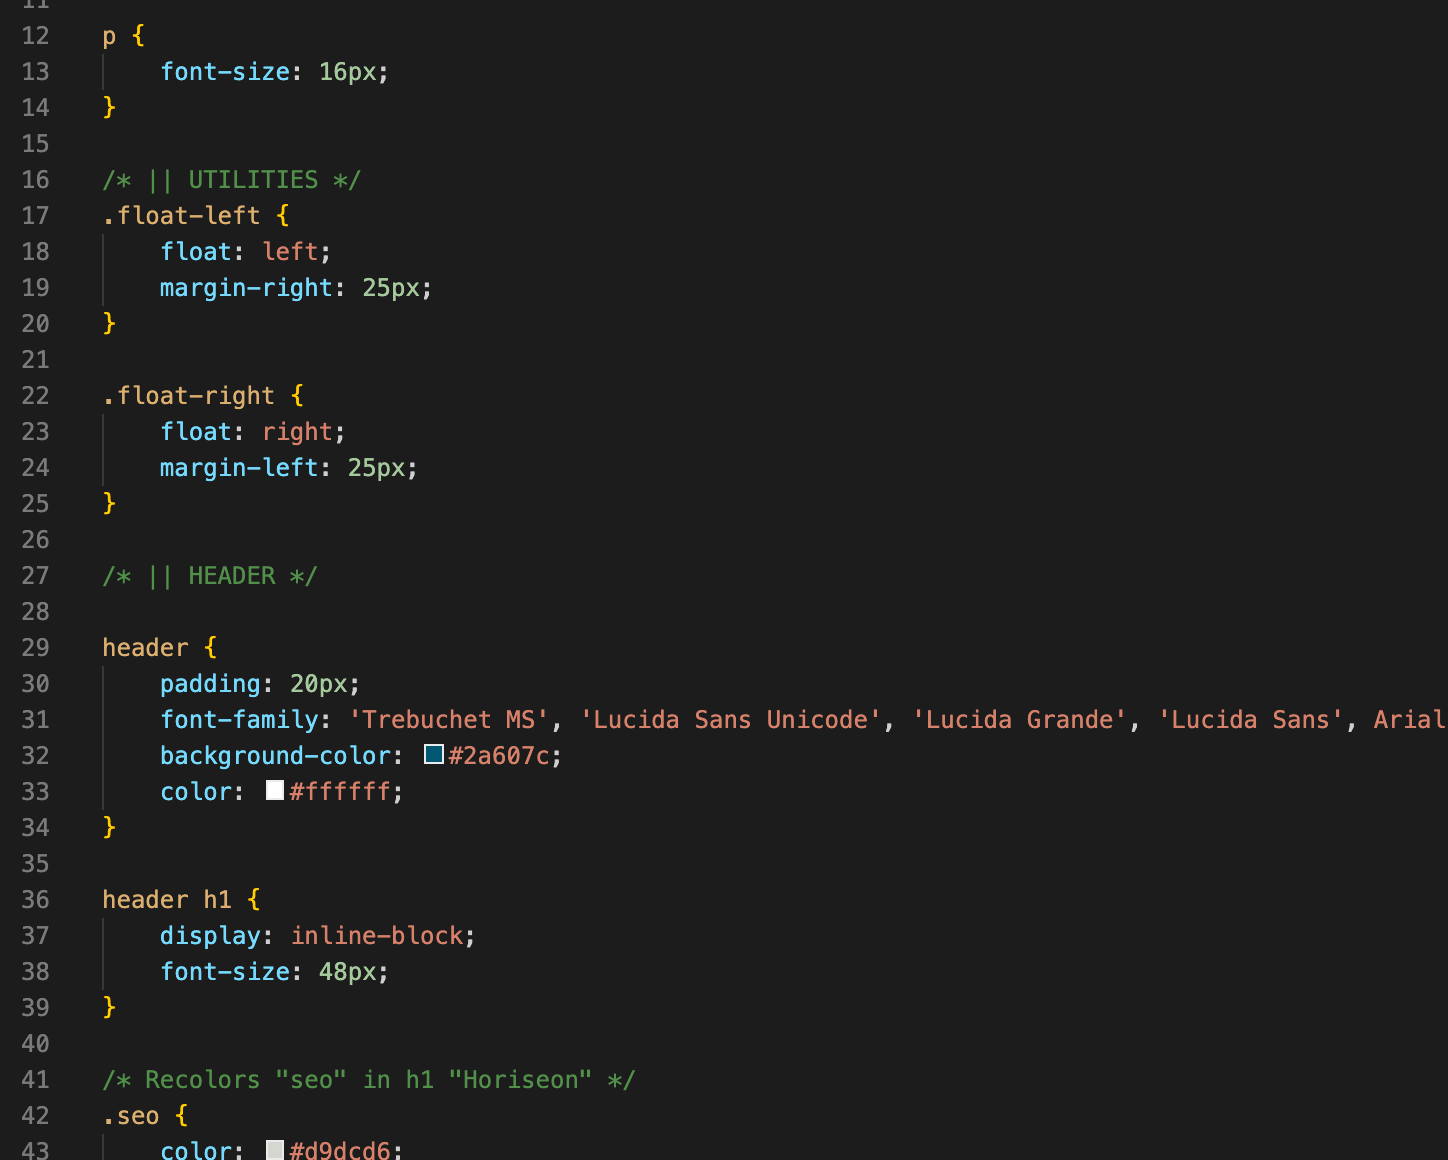 11
12 p {
13 font-size: 16px;
14 }
15
16 /* || UTILITIES */
17 .float-left {
18 float: left;
19 margin-right: 25px;
20 }
21
22 .float-right {
23 float: right;
24 margin-left: 25px;
25 }
26
27 /* || HEADER */
28
29 header {
30 padding: 20px;
31 font-family: 'Trebuchet MS', 'Lucida Sans Unicode', 'Lucida Grande', 'Lucida Sans', Arial
32 background-color: #2a607c;
33 color: #ffffff;
34 }
35
36 header h1 {
37 display: inline-block;
38 font-size: 48px;
39 }
40
41 /* Recolors "seo" in h1 "Horiseon" */
42 .seo {
43 color: #d9dcd6;